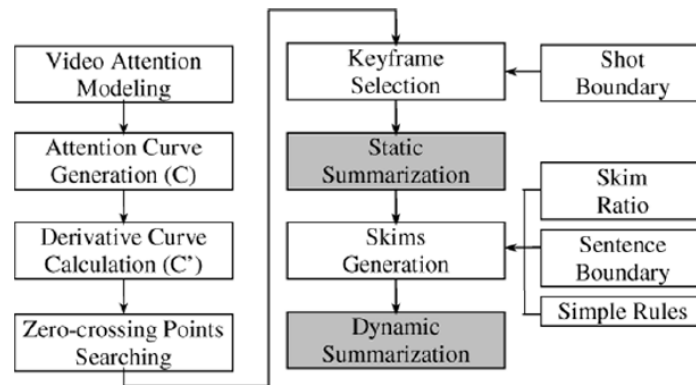 Video Attention
Modeling
Attention Curve
Generation (C)
Derivative Curve
Calculation (C')
Zero-crossing Points
Searching
Keyframe
Selection
Static
Summarization
Skims
Generation
Dynamic
Summarization
Shot
Boundary
Skim
Ratio
Sentence
Boundary
Simple Rules